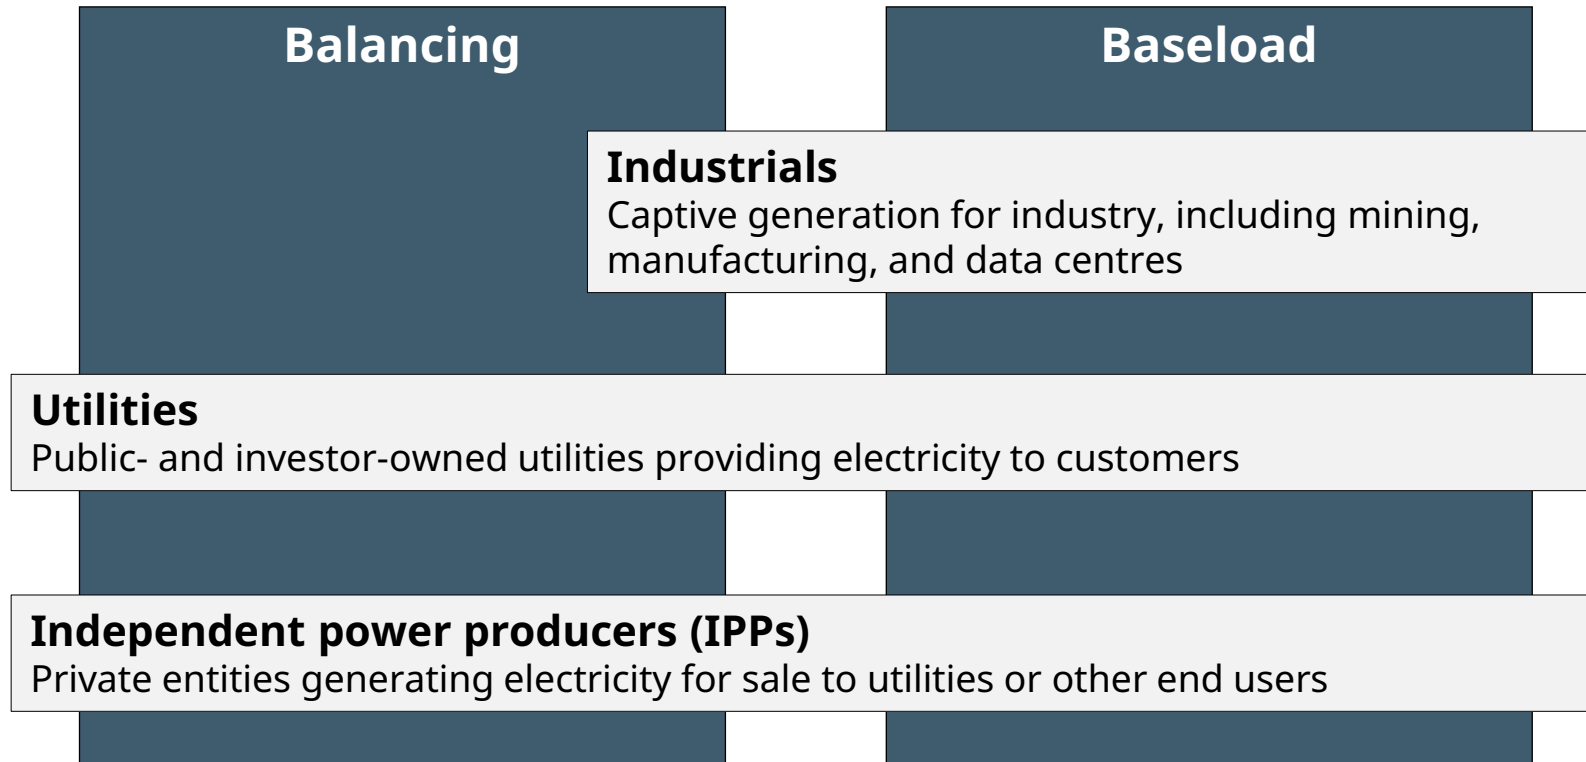 Balancing
Baseload
Industrials
Captive generation for industry, including mining,
manufacturing, and data centres
Utilities
Public- and investor-owned utilities providing electricity to customers
Independent power producers (IPPs)
Private entities generating electricity for sale to utilities or other end users